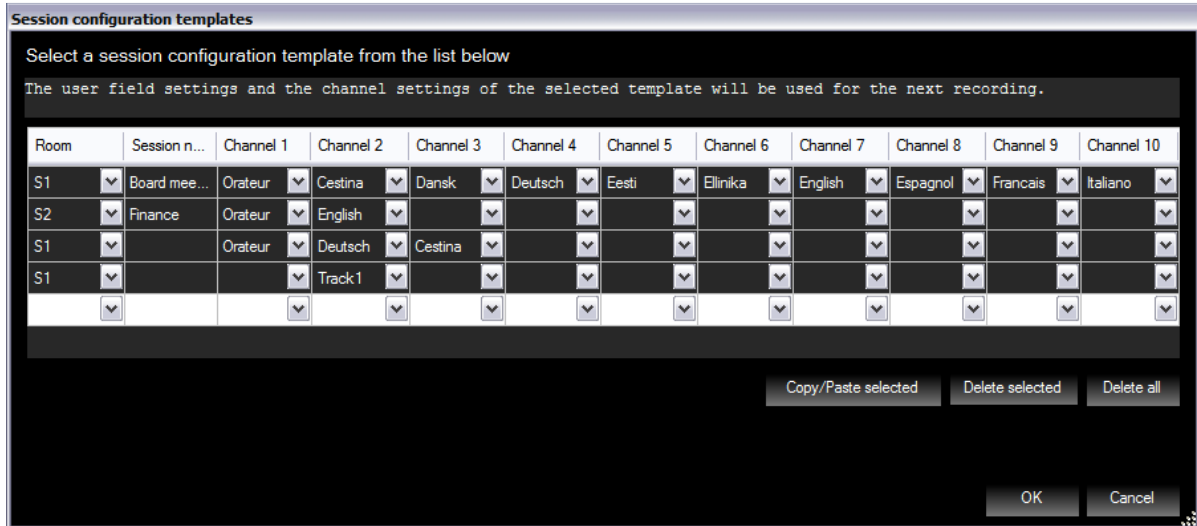 Session configuration templates
Select a session configuration template from the list below
The user field settings and the channel settings of the selected template will be used for the next recording.
Room Session n... Channel 1 Channel 2 Channel 3 Channel 4 Channel 5 Channel 6 Channel 7 Channel 8 Channel 9 Channel 10
S1 Board mee... Orateur Cestina Dansk Deutsch Eesti Ellinika English Espagnol Francais Italiano
S2 Finance Orateur English
S1 Orateur Deutsch Cestina
S1 Track1
Copy/Paste selected Delete selected Delete all
OK Cancel